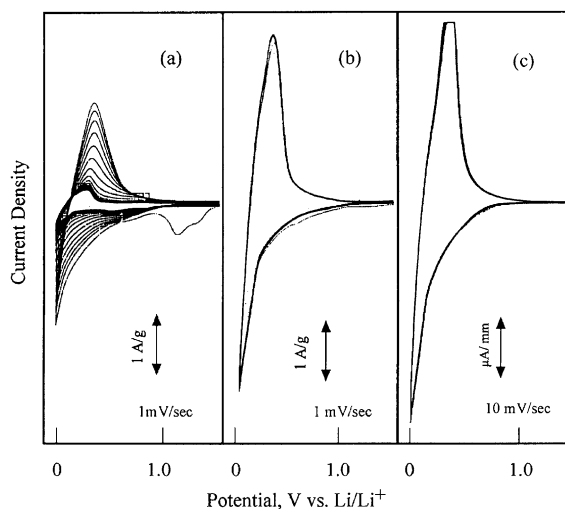 (a)
(b)
(c)
Current Density
1 A/g
1 A/g
μA/ mm
1mV/sec
1 mV/sec
10 mV/sec
0
1.0
0
1.0
0
1.0
Potential, V vs. Li/Li+